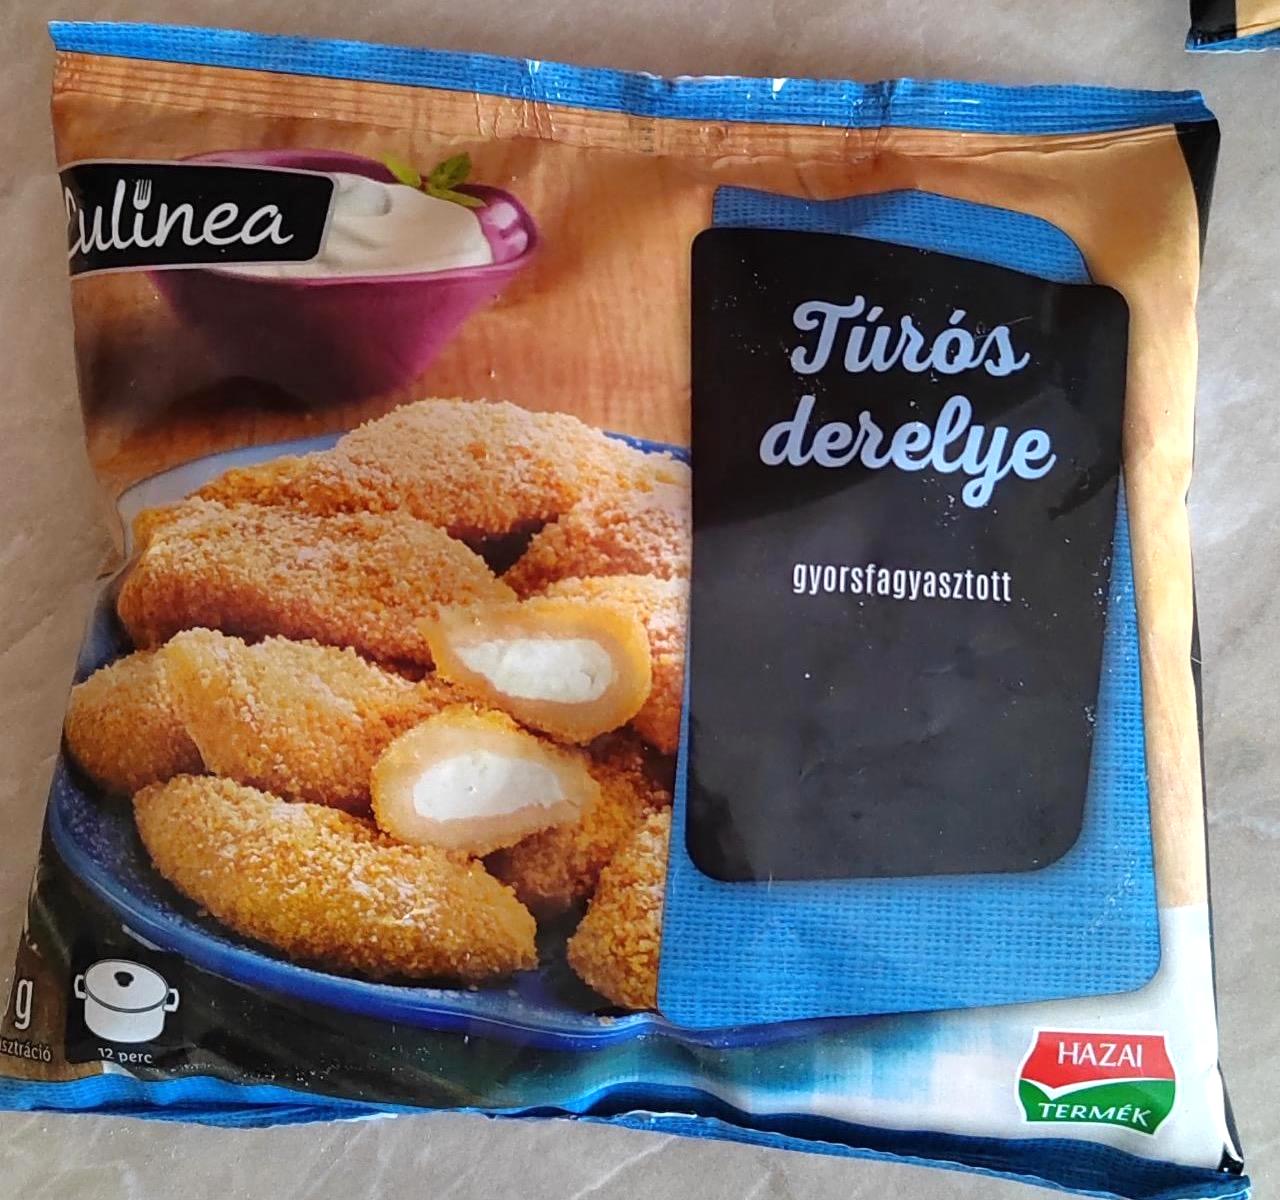 Culinea
Túrós
derelye
gyorsfagyasztott
g
12 perc
HAZAI
TERMÉK